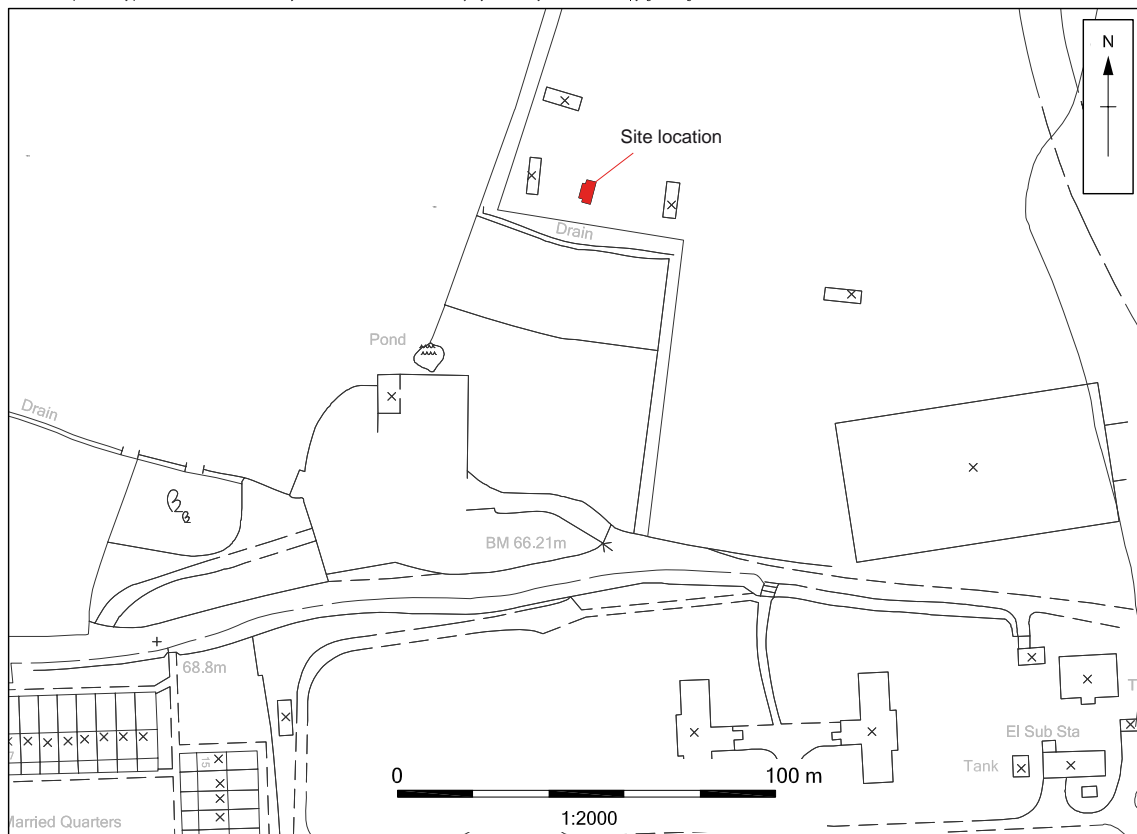 N
Site location
Drain
Pond
Drain
BM 66.21m
68.8m
El Sub Sta
Tank
15
0
100 m
1:2000
Married Quarters